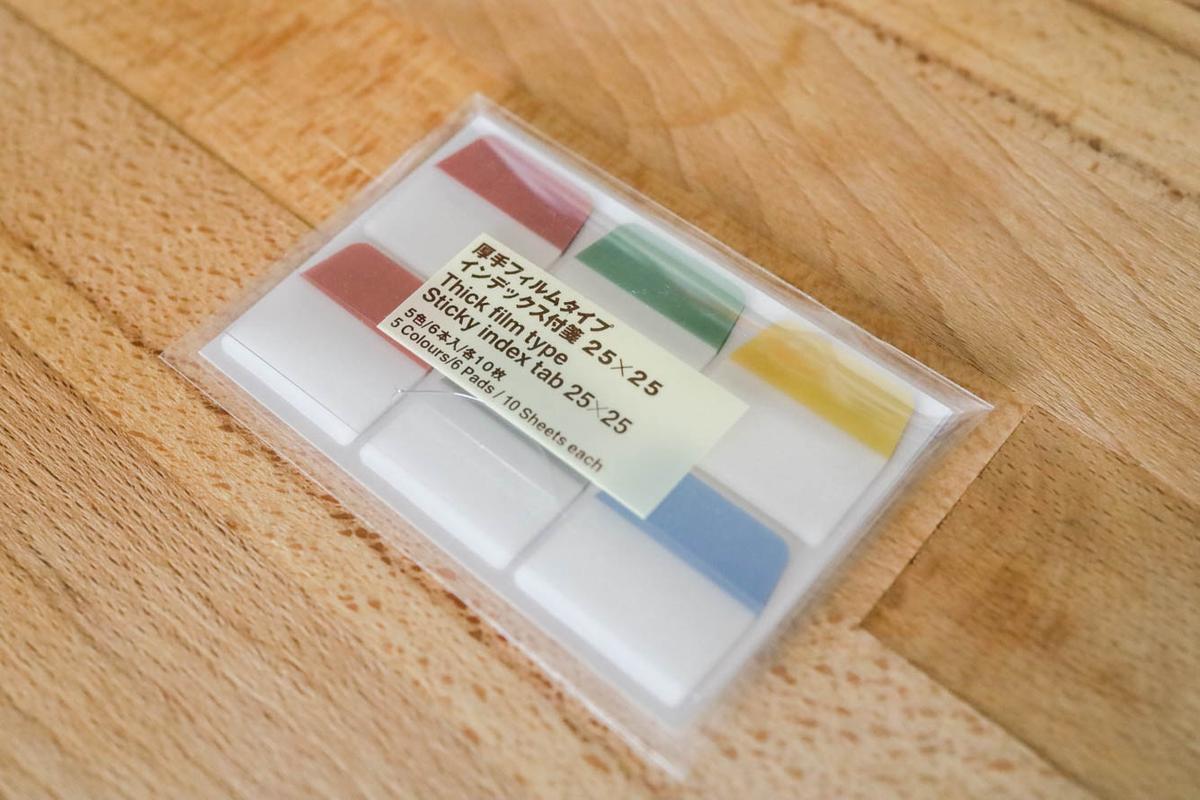 厚手フィルムタイプ
インデックス付箋 25×25
Thick film type
Sticky index tab 25×25
5色/6本入/各10枚
5 Colours/6 Pads / 10 Sheets each